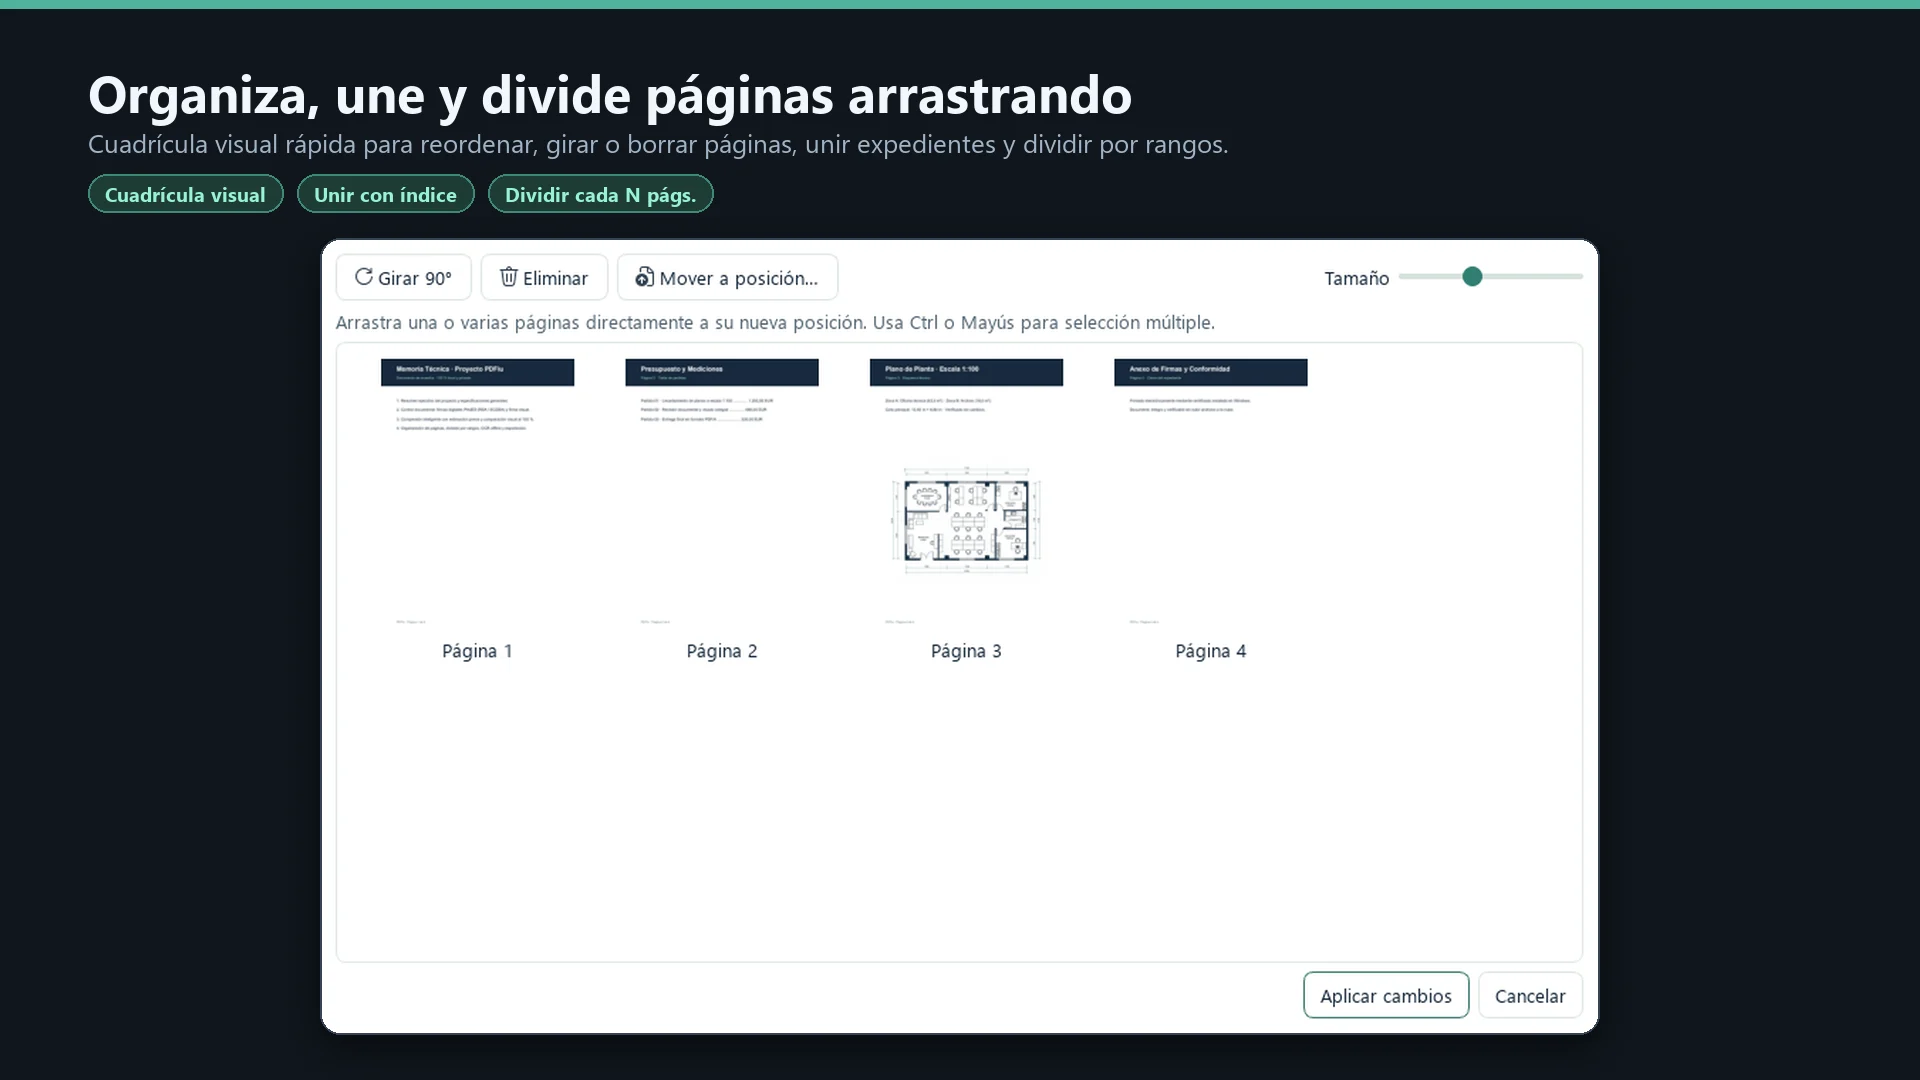 Organiza, une y divide páginas arrastrando
Cuadrícula visual rápida para reordenar, girar o borrar páginas, unir expedientes y dividir por rangos.
Cuadrícula visual
Unir con índice
Dividir cada N págs.
Girar 90°
Eliminar
Mover a posición...
Tamaño
Arrastra una o varias páginas directamente a su nueva posición. Usa Ctrl o Mayús para selección múltiple.
Memoria Técnica - Proyecto PDFlu
Presupuesto y Mediciones
Plano de Planta - Escala 1:100
Anexo de Firmas y Conformidad
Página 1
Página 2
Página 3
Página 4
Aplicar cambios
Cancelar